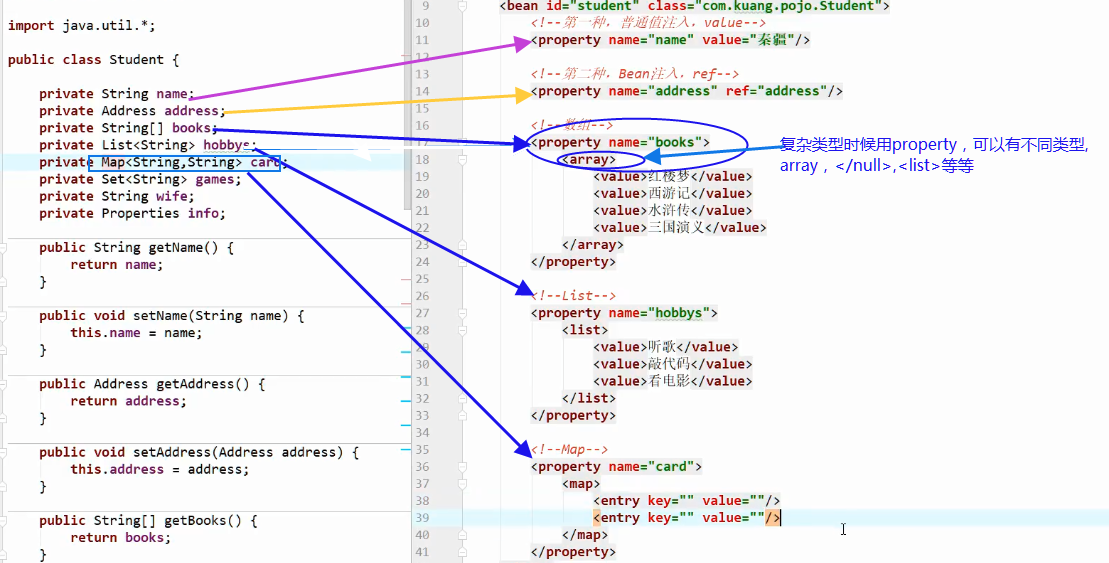 import java.util.*;
public class Student {
private String name;
private Address address;
private String[] books;
private List<String> hobbys;
private Map<String,String> card;
private Set<String> games;
private String wife;
private Properties info;
public String getName() {
return name;
}
public void setName(String name) {
this.name = name;
}
public Address getAddress() {
return address;
}
public void setAddress(Address address) {
this.address = address;
}
public String[] getBooks() {
return books;
}
9 <bean id="student" class="com.kuang.pojo.Student">
10 <!--第一种，普通值注入，value-->
11 <property name="name" value="秦疆"/>
12
13 <!--第二种，Bean注入，ref-->
14 <property name="address" ref="address"/>
15
16 <!--数组-->
17 <property name="books">
18 <array>
19 <value>红楼梦</value>
20 <value>西游记</value>
21 <value>水浒传</value>
22 <value>三国演义</value>
23 </array>
24 </property>
25
26 <!--List-->
27 <property name="hobbys">
28 <list>
29 <value>听歌</value>
30 <value>敲代码</value>
31 <value>看电影</value>
32 </list>
33 </property>
34
35 <!--Map-->
36 <property name="card">
37 <map>
38 <entry key="" value=""/>
39 <entry key="" value=""/>
40 </map>
41 </property>
复杂类型时候用property，可以有不同类型,
array，</null>,<list>等等